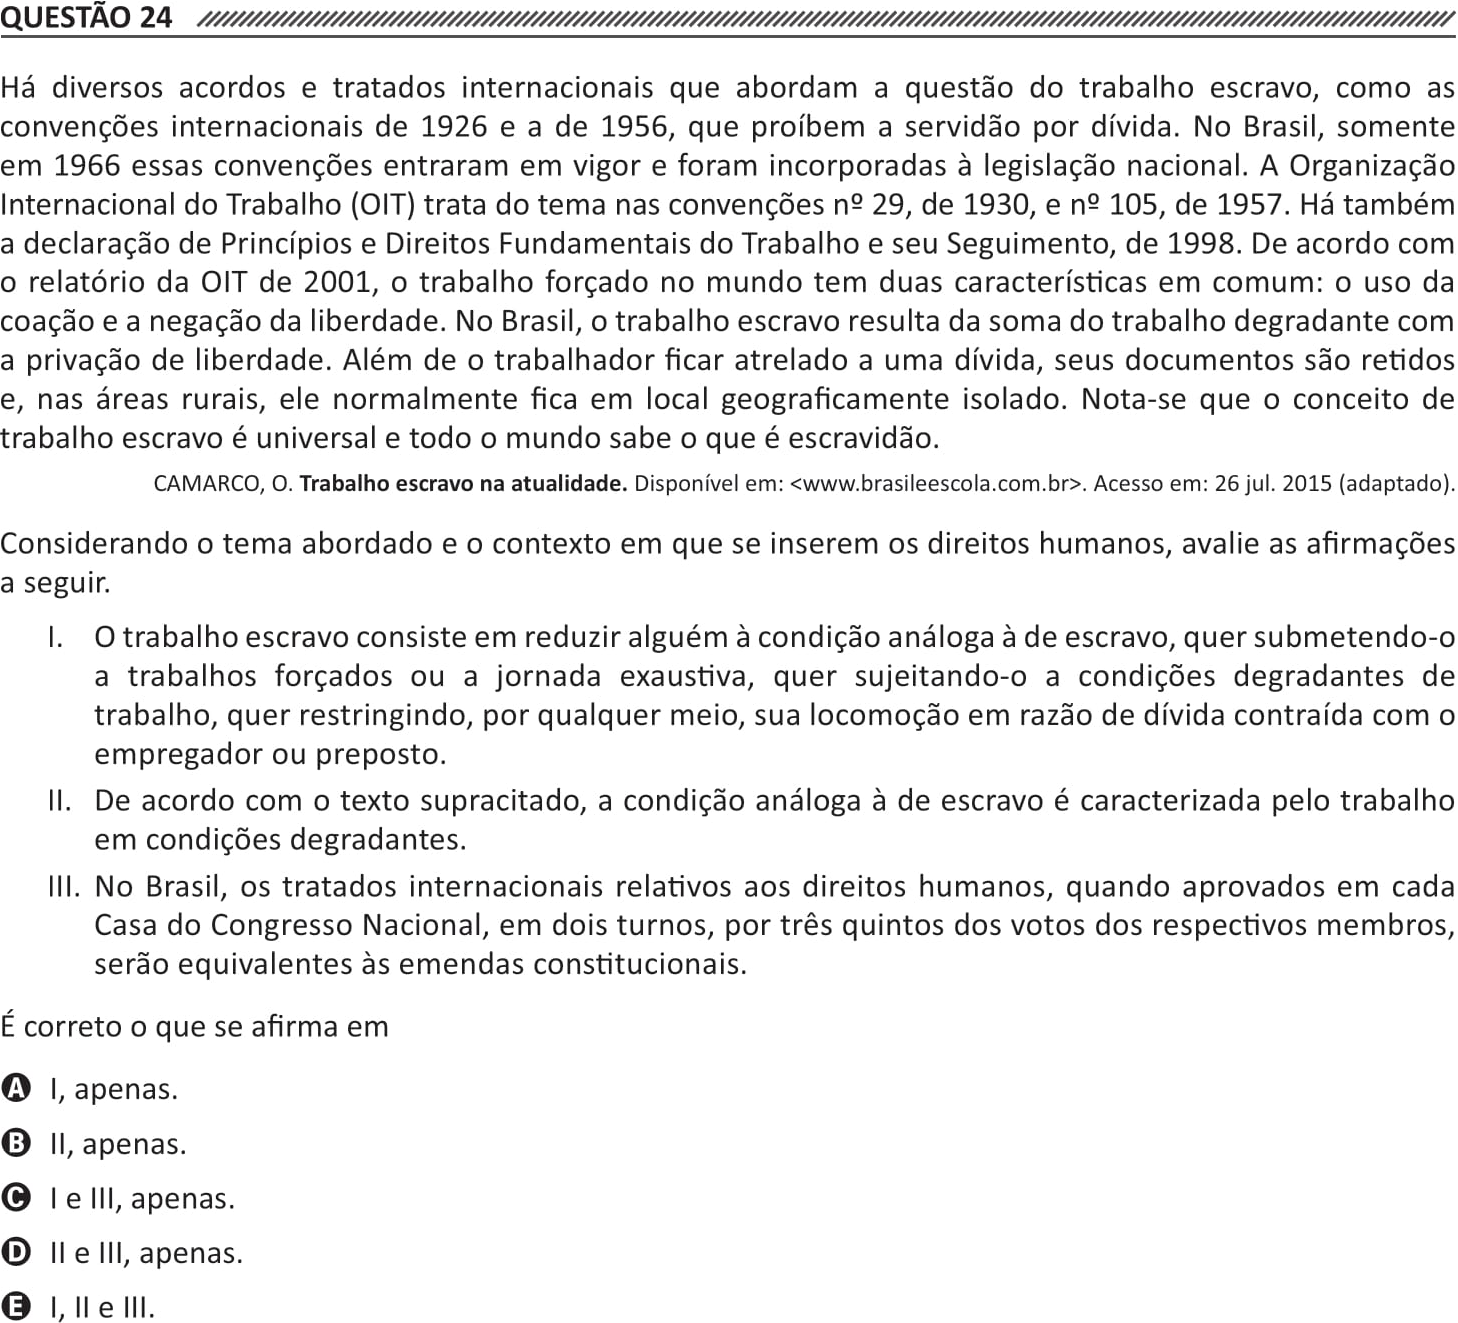 QUESTÃO 24
Há diversos acordos e tratados internacionais que abordam a questão do trabalho escravo, como as
convenções internacionais de 1926 e a de 1956, que proíbem a servidão por dívida. No Brasil, somente
em 1966 essas convenções entraram em vigor e foram incorporadas à legislação nacional. A Organização
Internacional do Trabalho (OIT) trata do tema nas convenções nº 29, de 1930, e nº 105, de 1957. Há também
a declaração de Princípios e Direitos Fundamentais do Trabalho e seu Seguimento, de 1998. De acordo com
o relatório da OIT de 2001, o trabalho forçado no mundo tem duas características em comum: o uso da
coação e a negação da liberdade. No Brasil, o trabalho escravo resulta da soma do trabalho degradante com
a privação de liberdade. Além de o trabalhador ficar atrelado a uma dívida, seus documentos são retidos
e, nas áreas rurais, ele normalmente fica em local geograficamente isolado. Nota-se que o conceito de
trabalho escravo é universal e todo o mundo sabe o que é escravidão.
CAMARCO, O. Trabalho escravo na atualidade. Disponível em: <www.brasileescola.com.br>. Acesso em: 26 jul. 2015 (adaptado).
Considerando o tema abordado e o contexto em que se inserem os direitos humanos, avalie as afirmações
a seguir.
I. O trabalho escravo consiste em reduzir alguém à condição análoga à de escravo, quer submetendo-o
a trabalhos forçados ou a jornada exaustiva, quer sujeitando-o a condições degradantes de
trabalho, quer restringindo, por qualquer meio, sua locomoção em razão de dívida contraída com o
empregador ou preposto.
II. De acordo com o texto supracitado, a condição análoga à de escravo é caracterizada pelo trabalho
em condições degradantes.
III. No Brasil, os tratados internacionais relativos aos direitos humanos, quando aprovados em cada
Casa do Congresso Nacional, em dois turnos, por três quintos dos votos dos respectivos membros,
serão equivalentes às emendas constitucionais.
É correto o que se afirma em
A I, apenas.
B II, apenas.
C I e III, apenas.
D II e III, apenas.
E I, II e III.